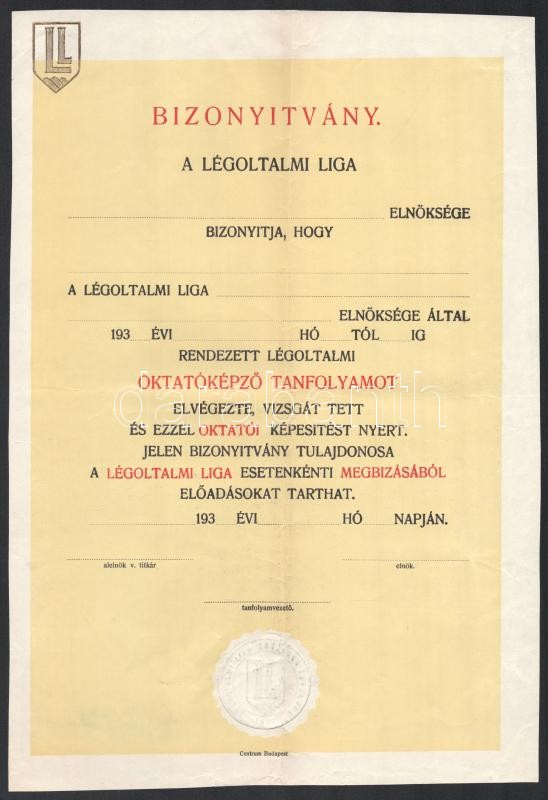 LL
BIZONYITVÁNY.
A LÉGOLTALMI LIGA
ELNÖKSÉGE
BIZONYITJA, HOGY
A LÉGOLTALMI LIGA
ELNÖKSÉGE ÁLTAL
193 ÉVI HÓ TÓL IG
RENDEZETT LÉGOLTALMI
OKTATÓKÉPZŐ TANFOLYAMOT
darabanth
ELVÉGEZTE, VIZSGÁT TETT
ÉS EZZEL OKTATÓI KÉPESITÉST NYERT.
JELEN BIZONYITVÁNY TULAJDONOSA
A LÉGOLTALMI LIGA ESETENKÉNTI MEGBIZÁSÁBÓL
ELŐADÁSOKAT TARTHAT.
193 ÉVI HÓ NAPJÁN.
alelnök v. titkár elnök.
tanfolyamvezető.
LL
Centrum Budapest